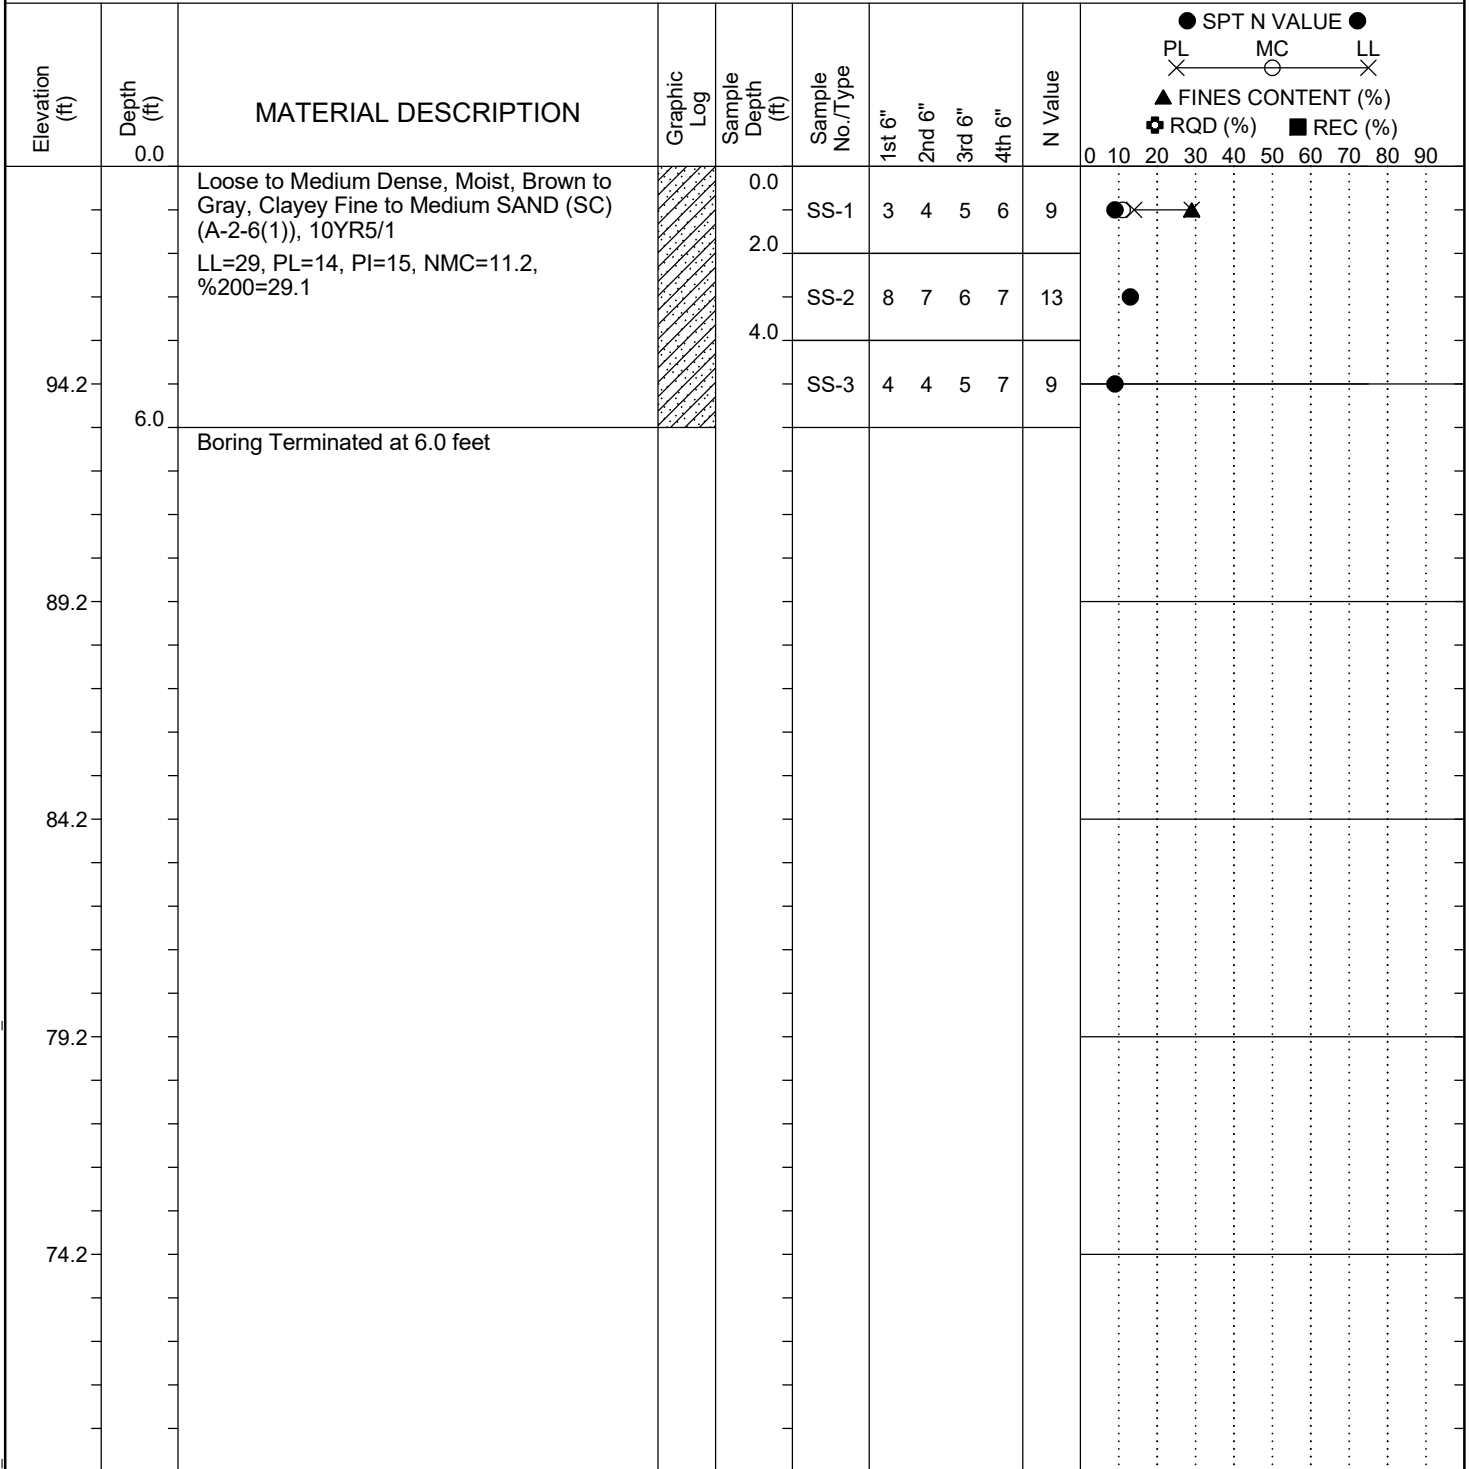 Elevation
(ft)
Depth
(ft)
0.0
MATERIAL DESCRIPTION
Graphic
Log
Sample
Depth
(ft)
Sample
No./Type
1st 6"
2nd 6"
3rd 6"
4th 6"
N Value
SPT N VALUE
PL MC LL
FINES CONTENT (%)
RQD (%) REC (%)
0 10 20 30 40 50 60 70 80 90
Loose to Medium Dense, Moist, Brown to
Gray, Clayey Fine to Medium SAND (SC)
(A-2-6(1)), 10YR5/1
LL=29, PL=14, PI=15, NMC=11.2,
%200=29.1
0.0
SS-1 3 4 5 6 9
2.0
SS-2 8 7 6 7 13
4.0
94.2
SS-3 4 4 5 7 9
6.0
Boring Terminated at 6.0 feet
89.2
84.2
79.2
74.2